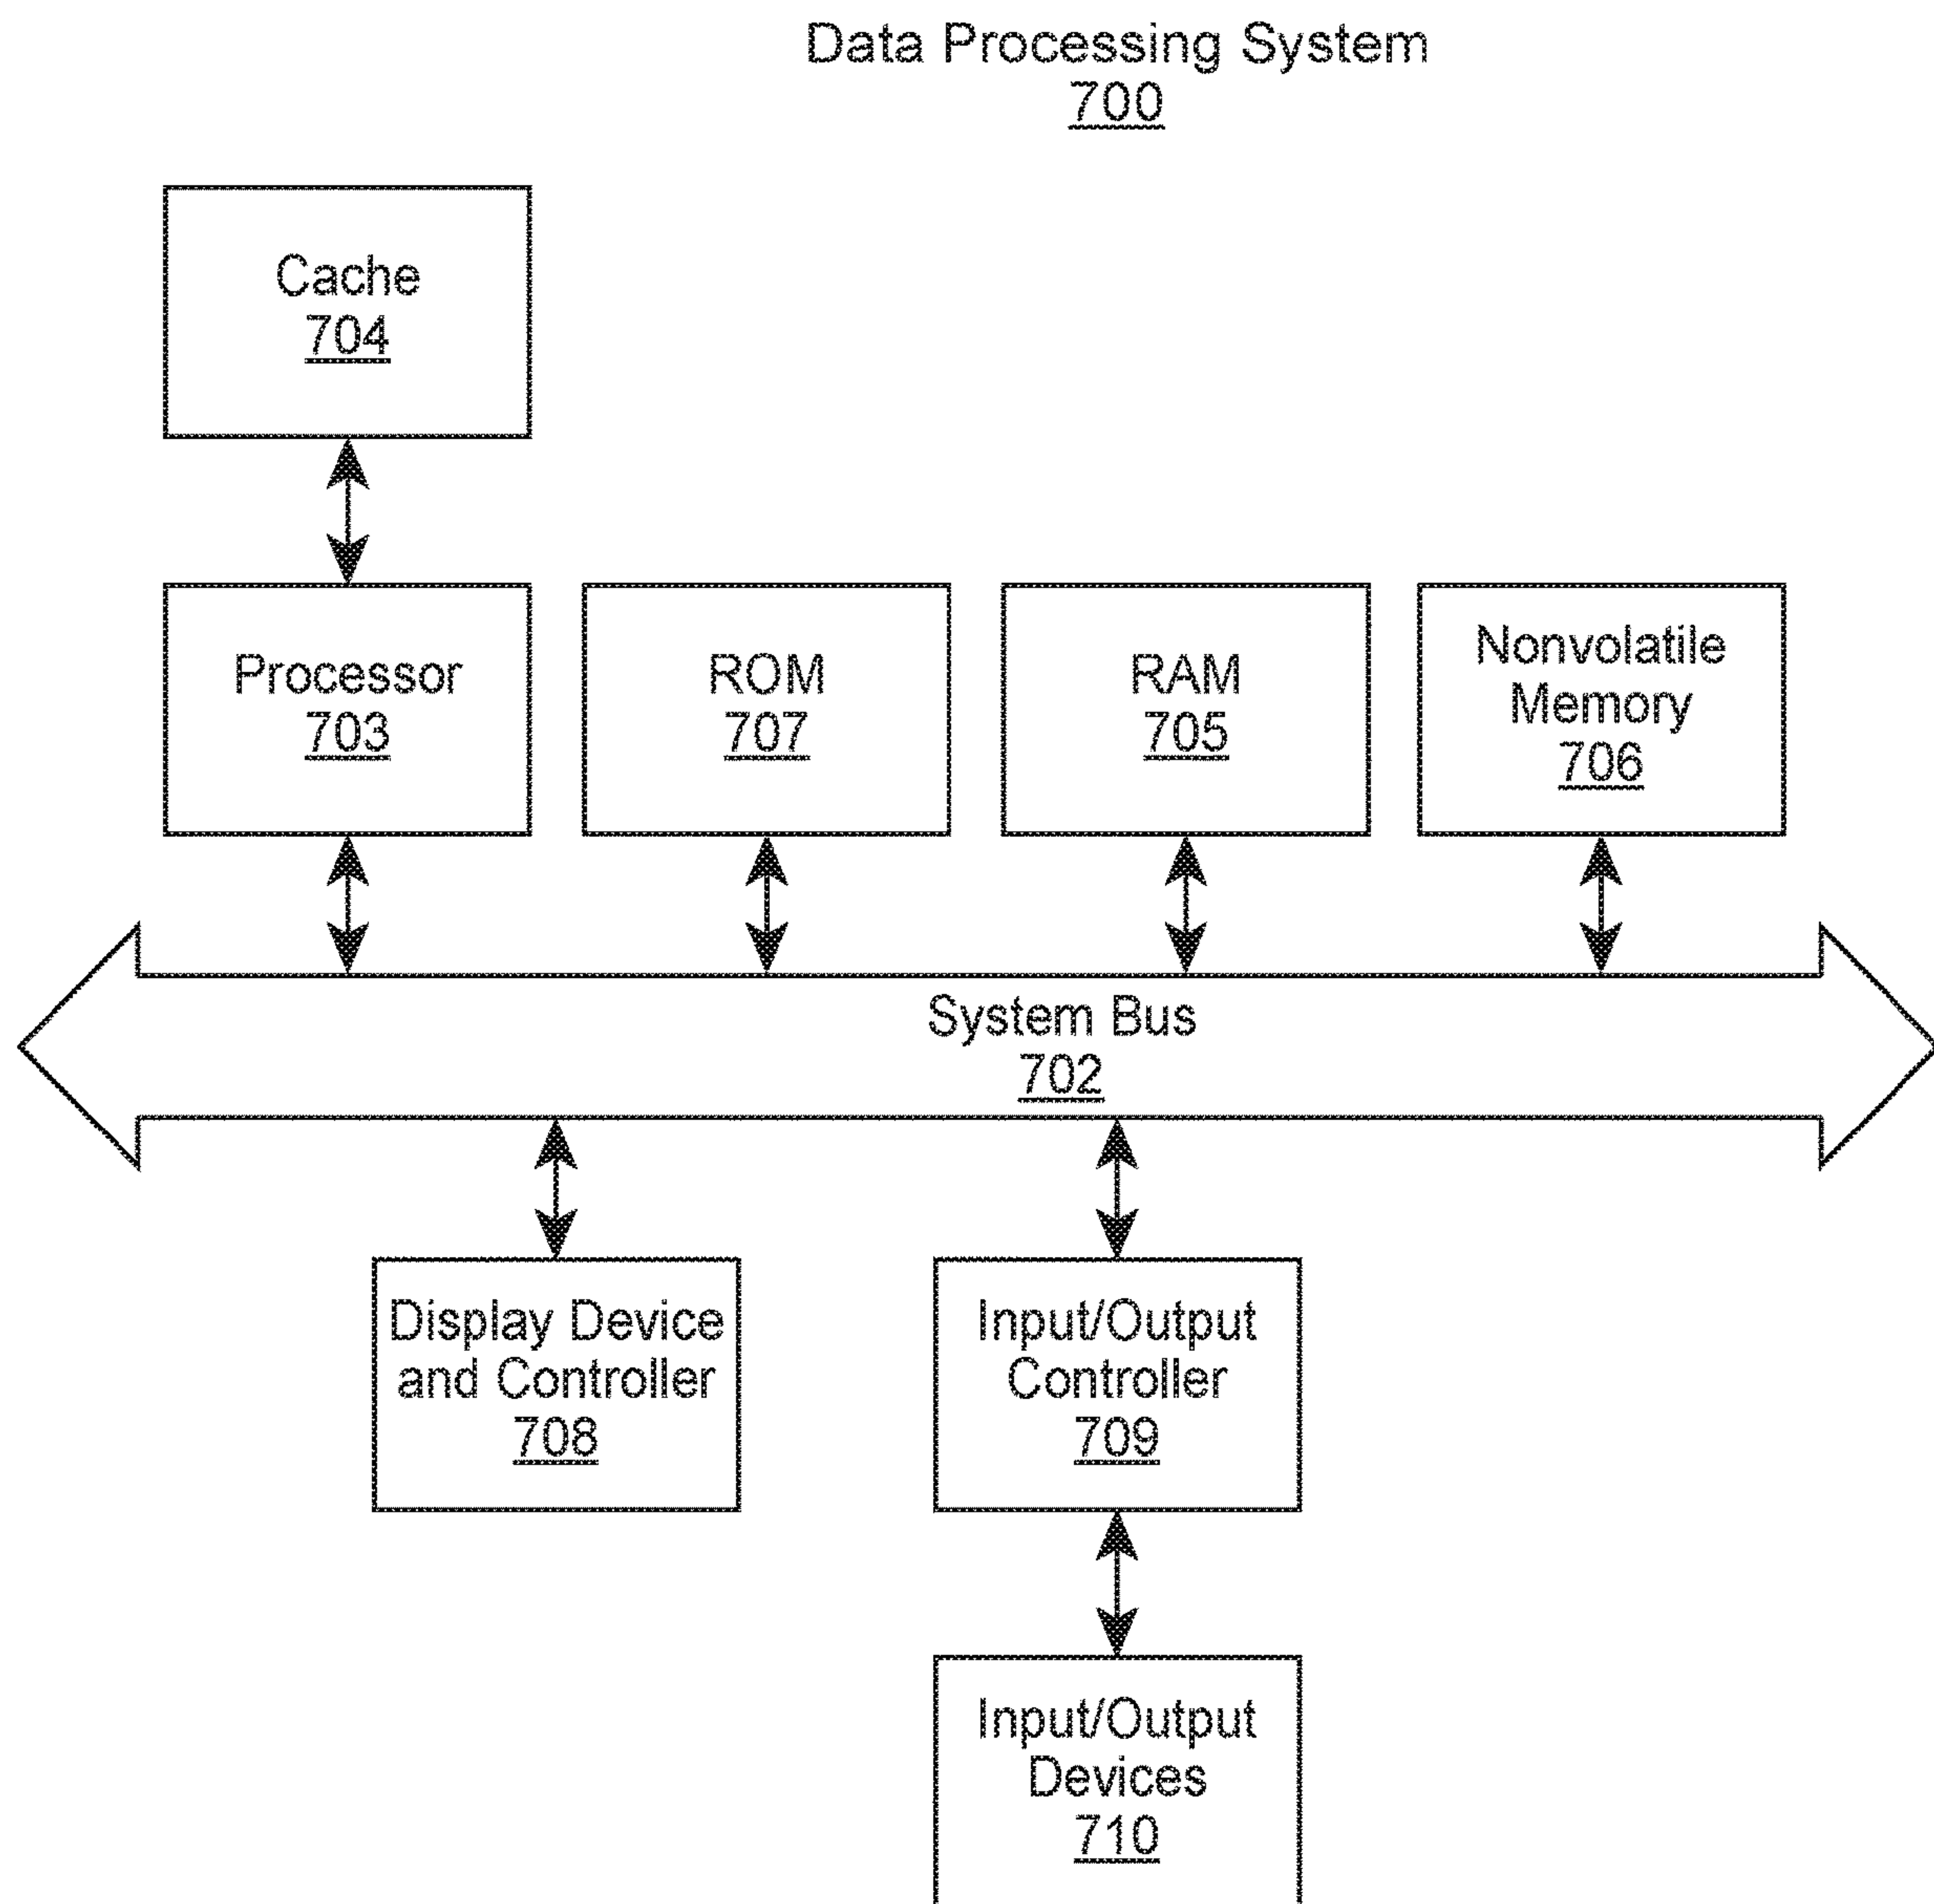 Data Processing System
700
Cache
704
Processor
703
ROM
707
RAM
705
Nonvolatile
Memory
706
System Bus
702
Display Device
and Controller
708
Input/Output
Controller
709
Input/Output
Devices
710